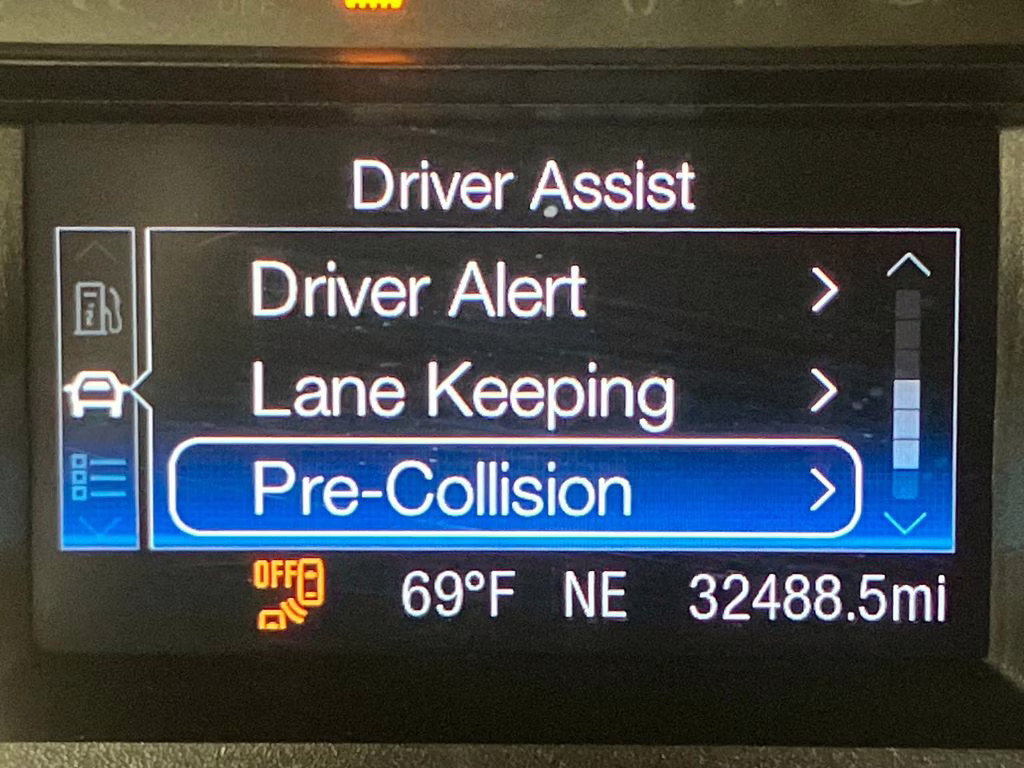 Driver Assist
Driver Alert
Lane Keeping
Pre-Collision
OFF 69°F NE 32488.5mi